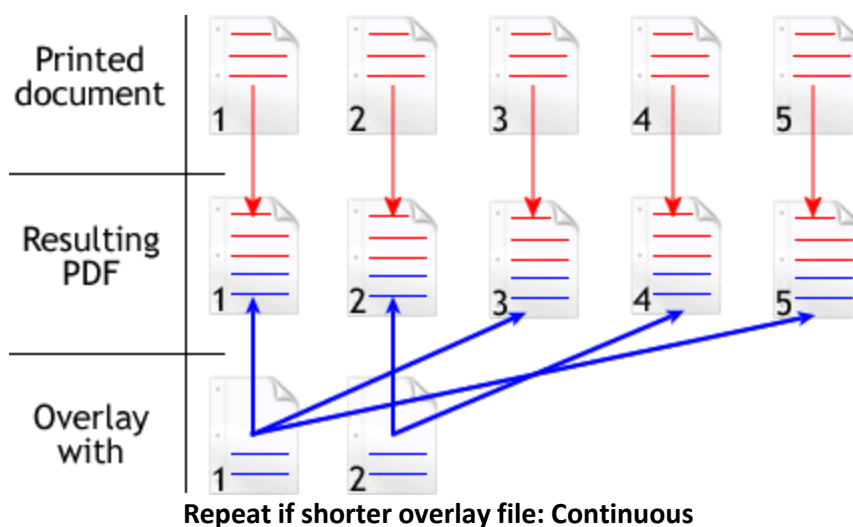 Printed
document
1 2 3 4 5
Resulting
PDF
1 2 3 4 5
Overlay
with
1 2
Repeat if shorter overlay file: Continuous